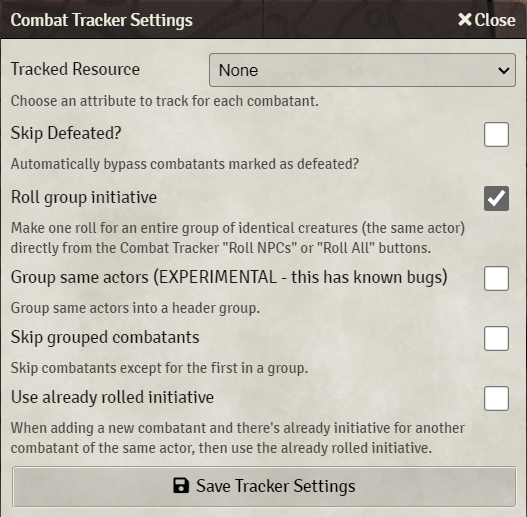 Combat Tracker Settings
Close
Tracked Resource
None
Choose an attribute to track for each combatant.
Skip Defeated?
Automatically bypass combatants marked as defeated?
Roll group initiative
Make one roll for an entire group of identical creatures (the same actor)
directly from the Combat Tracker "Roll NPCs" or "Roll All" buttons.
Group same actors (EXPERIMENTAL - this has known bugs)
Group same actors into a header group.
Skip grouped combatants
Skip combatants except for the first in a group.
Use already rolled initiative
When adding a new combatant and there's already initiative for another
combatant of the same actor, then use the already rolled initiative.
Save Tracker Settings